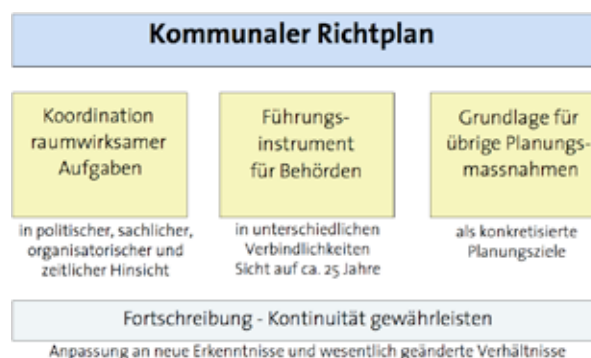 Kommunaler Richtplan
Koordination
raumwirksamer
Aufgaben
in politischer, sachlicher,
organisatorischer und
zeitlicher Hinsicht
Führungs-
instrument
für Behörden
in unterschiedlichen
Verbindlichkeiten
Sicht auf ca. 25 Jahre
Grundlage für
übrige Planungs-
massnahmen
als konkretisierte
Planungsziele
Fortschreibung - Kontinuität gewährleisten
Anpassung an neue Erkenntnisse und wesentlich geänderte Verhältnisse